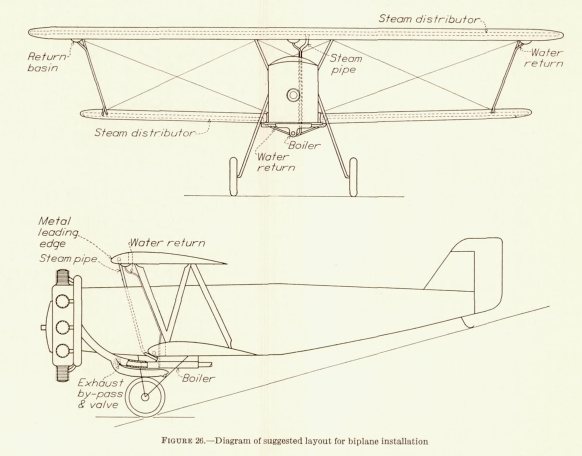 Steam distributor
Return
basin
Steam
pipe
Water
return
Steam distributor
Boiler
Water
return
Metal
leading
edge
Water return
Steam pipe
Boiler
Exhaust
by-pass
& valve
FIGURE 26.—Diagram of suggested layout for biplane installation